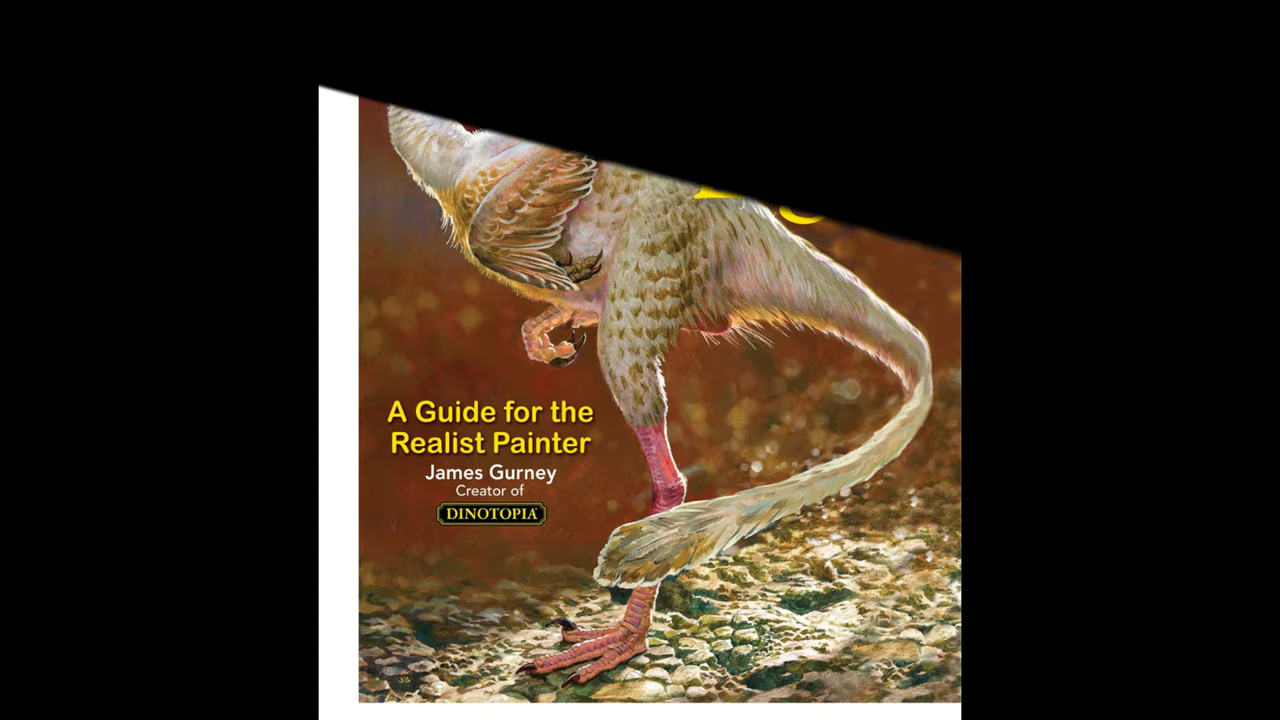 A Guide for the
Realist Painter
James Gurney
Creator of
DINOTOPIA